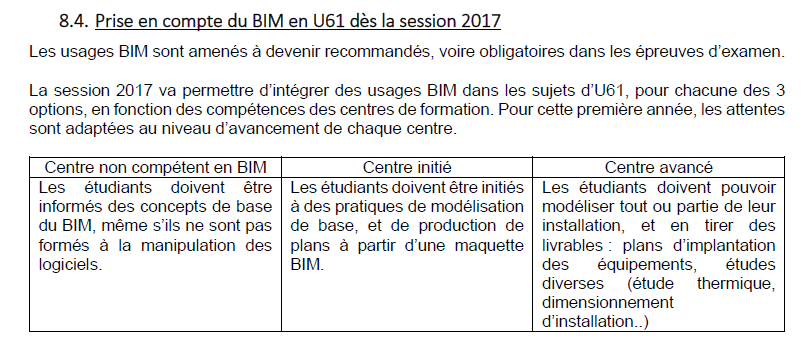 8.4. Prise en compte du BIM en U61 dès la session 2017
Les usages BIM sont amenés à devenir recommandés, voire obligatoires dans les épreuves d'examen.
La session 2017 va permettre d'intégrer des usages BIM dans les sujets d'U61, pour chacune des 3
options, en fonction des compétences des centres de formation. Pour cette première année, les attentes
sont adaptées au niveau d'avancement de chaque centre.
Centre non compétent en BIM
Les étudiants doivent être
informés des concepts de base
du BIM, même s'ils ne sont pas
formés à la manipulation des
logiciels.
Centre initié
Les étudiants doivent être initiés
à des pratiques de modélisation
de base, et de production de
plans à partir d'une maquette
BIM.
Centre avancé
Les étudiants doivent pouvoir
modéliser tout ou partie de leur
installation, et en tirer des
livrables : plans d'implantation
des équipements, études
diverses (étude thermique,
dimensionnement
d'installation..)